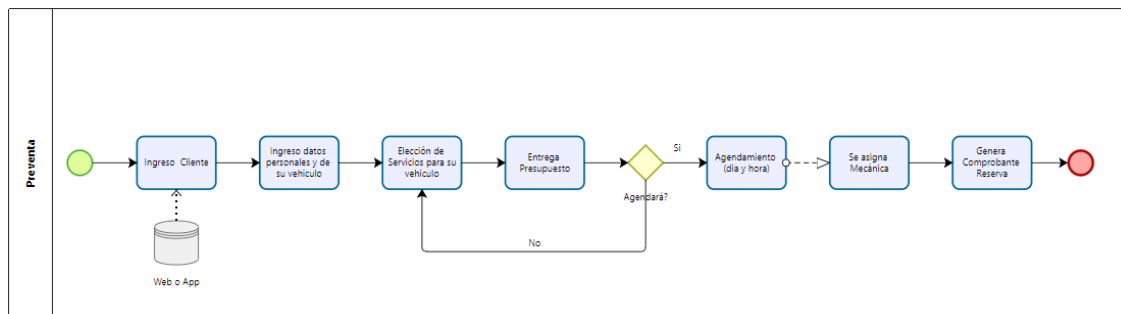 Preventa
Ingreso Cliente
Ingreso datos
personales y de
su vehiculo
Elección de
Servicios para su
vehiculo
Entrega
Presupuesto
Si
Agendará?
No
Agendamiento
(dia y hora)
Se asigna
Mecánica
Genera
Comprobante
Reserva
Web o App